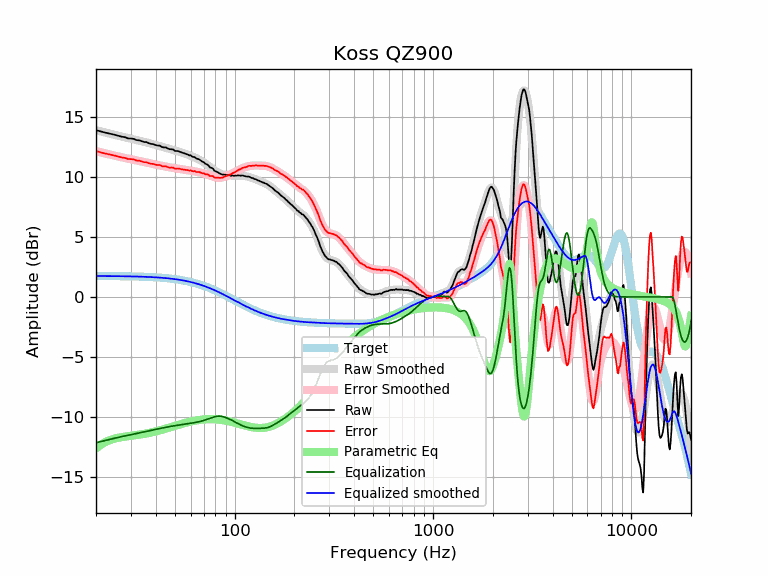 Koss QZ900
Amplitude (dBr)
15
10
5
0
−5
−10
−15
Target
Raw Smoothed
Error Smoothed
Raw
Error
Parametric Eq
Equalization
Equalized smoothed
100
1000
10000
Frequency (Hz)